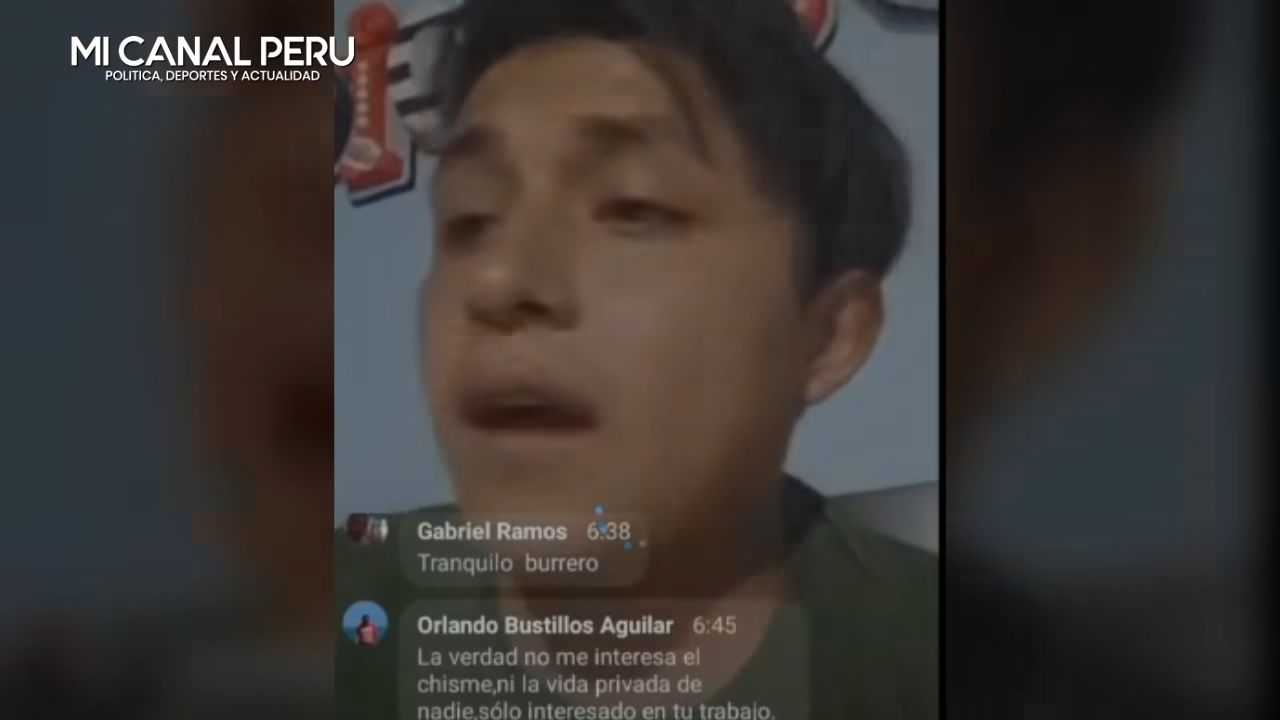 MI CANAL PERU
POLITICA, DEPORTES Y ACTUALIDAD
Gabriel Ramos 6:38
Tranquilo burrero
Orlando Bustillos Aguilar 6:45
La verdad no me interesa el
chisme,ni la vida privada de
nadie,sólo interesado en tu trabajo.